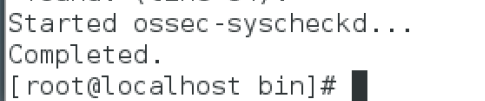 Started ossec-syscheckd...
Completed.
[root@localhost bin]#